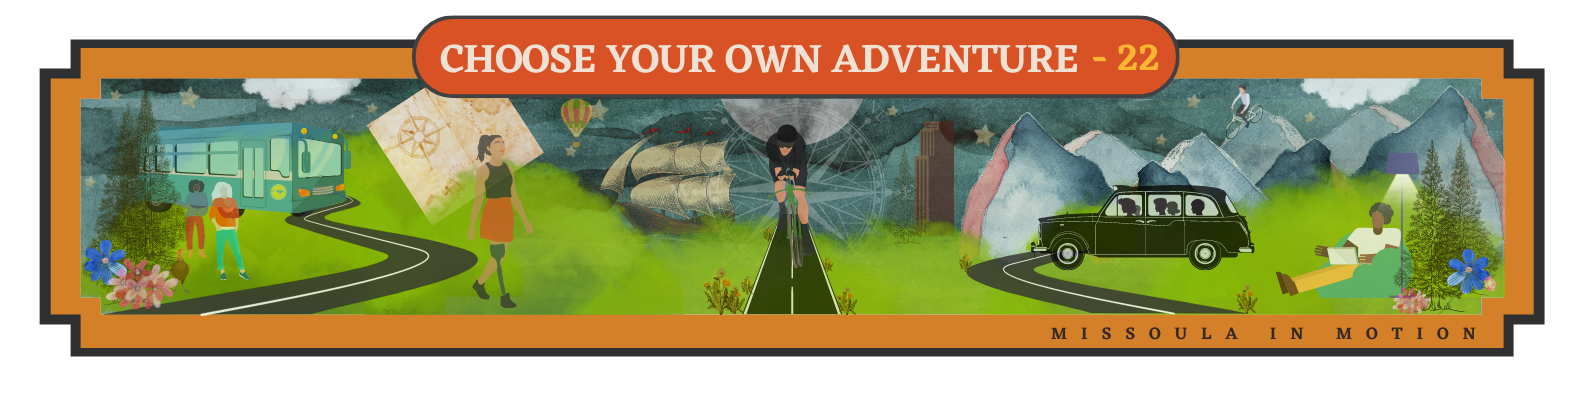 CHOOSE YOUR OWN ADVENTURE - 22
MISSOULA IN MOTION